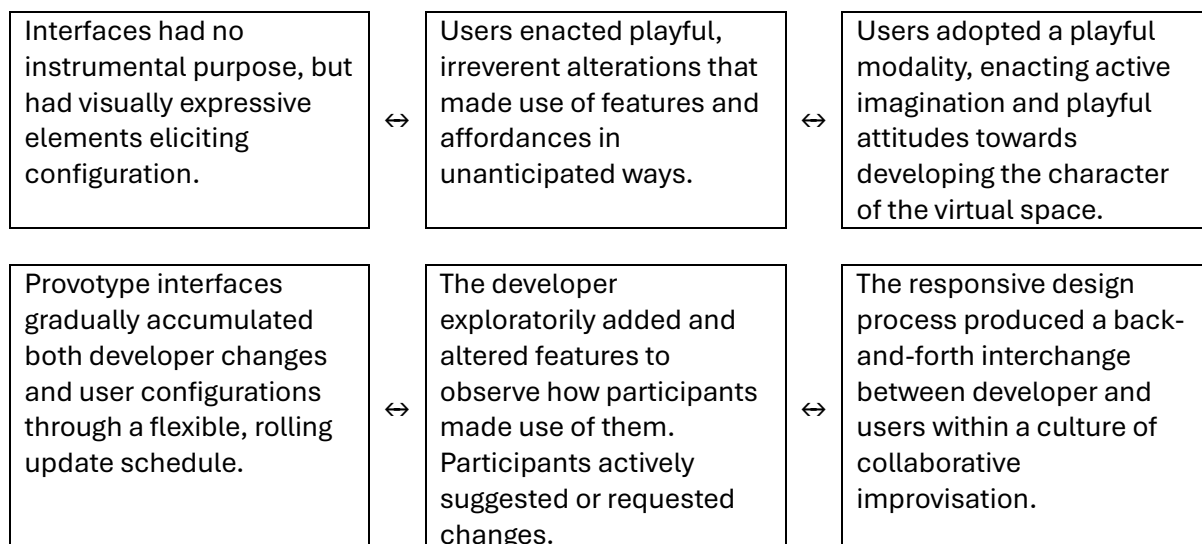 Interfaces had no
instrumental purpose, but
had visually expressive
elements eliciting
configuration.
↔
Users enacted playful,
irreverent alterations that
made use of features and
affordances in
unanticipated ways.
↔
Users adopted a playful
modality, enacting active
imagination and playful
attitudes towards
developing the character
of the virtual space.
Provotype interfaces
gradually accumulated
both developer changes
and user configurations
through a flexible, rolling
update schedule.
↔
The developer
exploratorily added and
altered features to
observe how participants
made use of them.
Participants actively
suggested or requested
changes.
↔
The responsive design
process produced a back-
and-forth interchange
between developer and
users within a culture of
collaborative
improvisation.